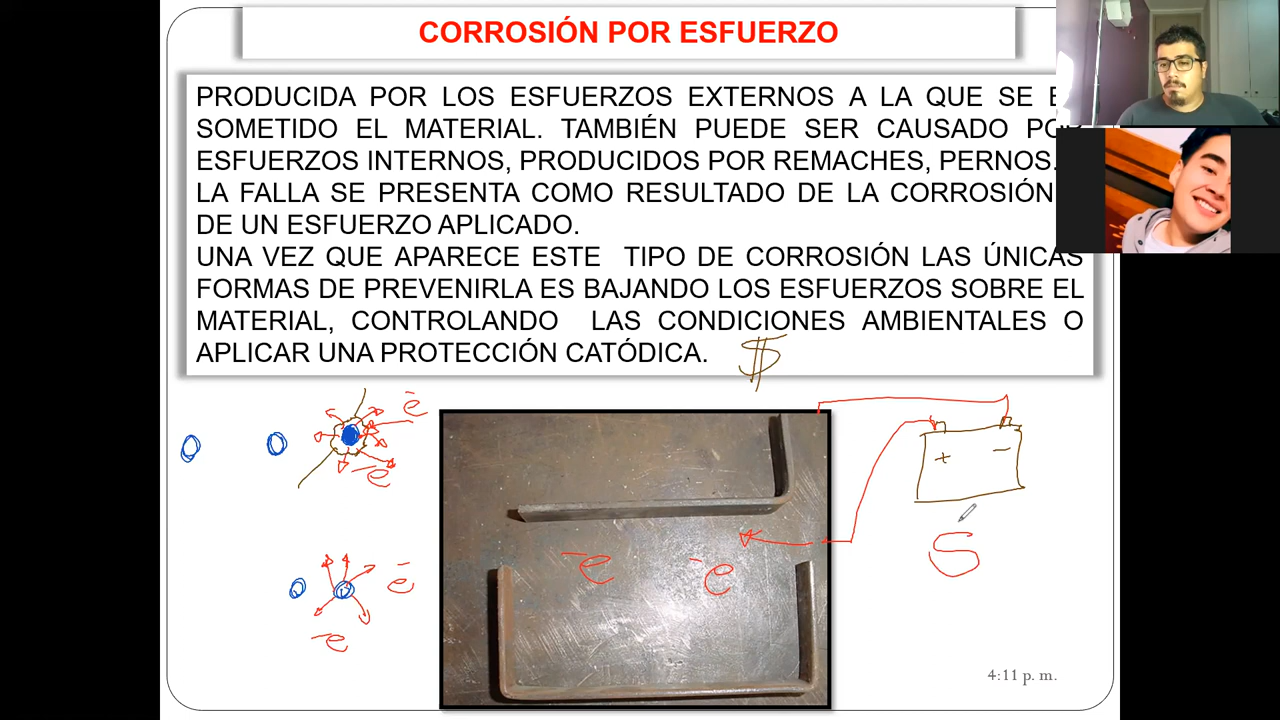 CORROSIÓN POR ESFUERZO
PRODUCIDA POR LOS ESFUERZOS EXTERNOS A LA QUE SE
SOMETIDO EL MATERIAL. TAMBIÉN PUEDE SER CAUSADO POR
ESFUERZOS INTERNOS, PRODUCIDOS POR REMACHES, PERNOS.
LA FALLA SE PRESENTA COMO RESULTADO DE LA CORROSIÓN
DE UN ESFUERZO APLICADO.
UNA VEZ QUE APARECE ESTE TIPO DE CORROSIÓN LAS ÚNICAS
FORMAS DE PREVENIRLA ES BAJANDO LOS ESFUERZOS SOBRE EL
MATERIAL, CONTROLANDO LAS CONDICIONES AMBIENTALES O
APLICAR UNA PROTECCIÓN CATÓDICA. $
e-
-e
+ -
S
-e -e
e-
-e
4:11 p. m.